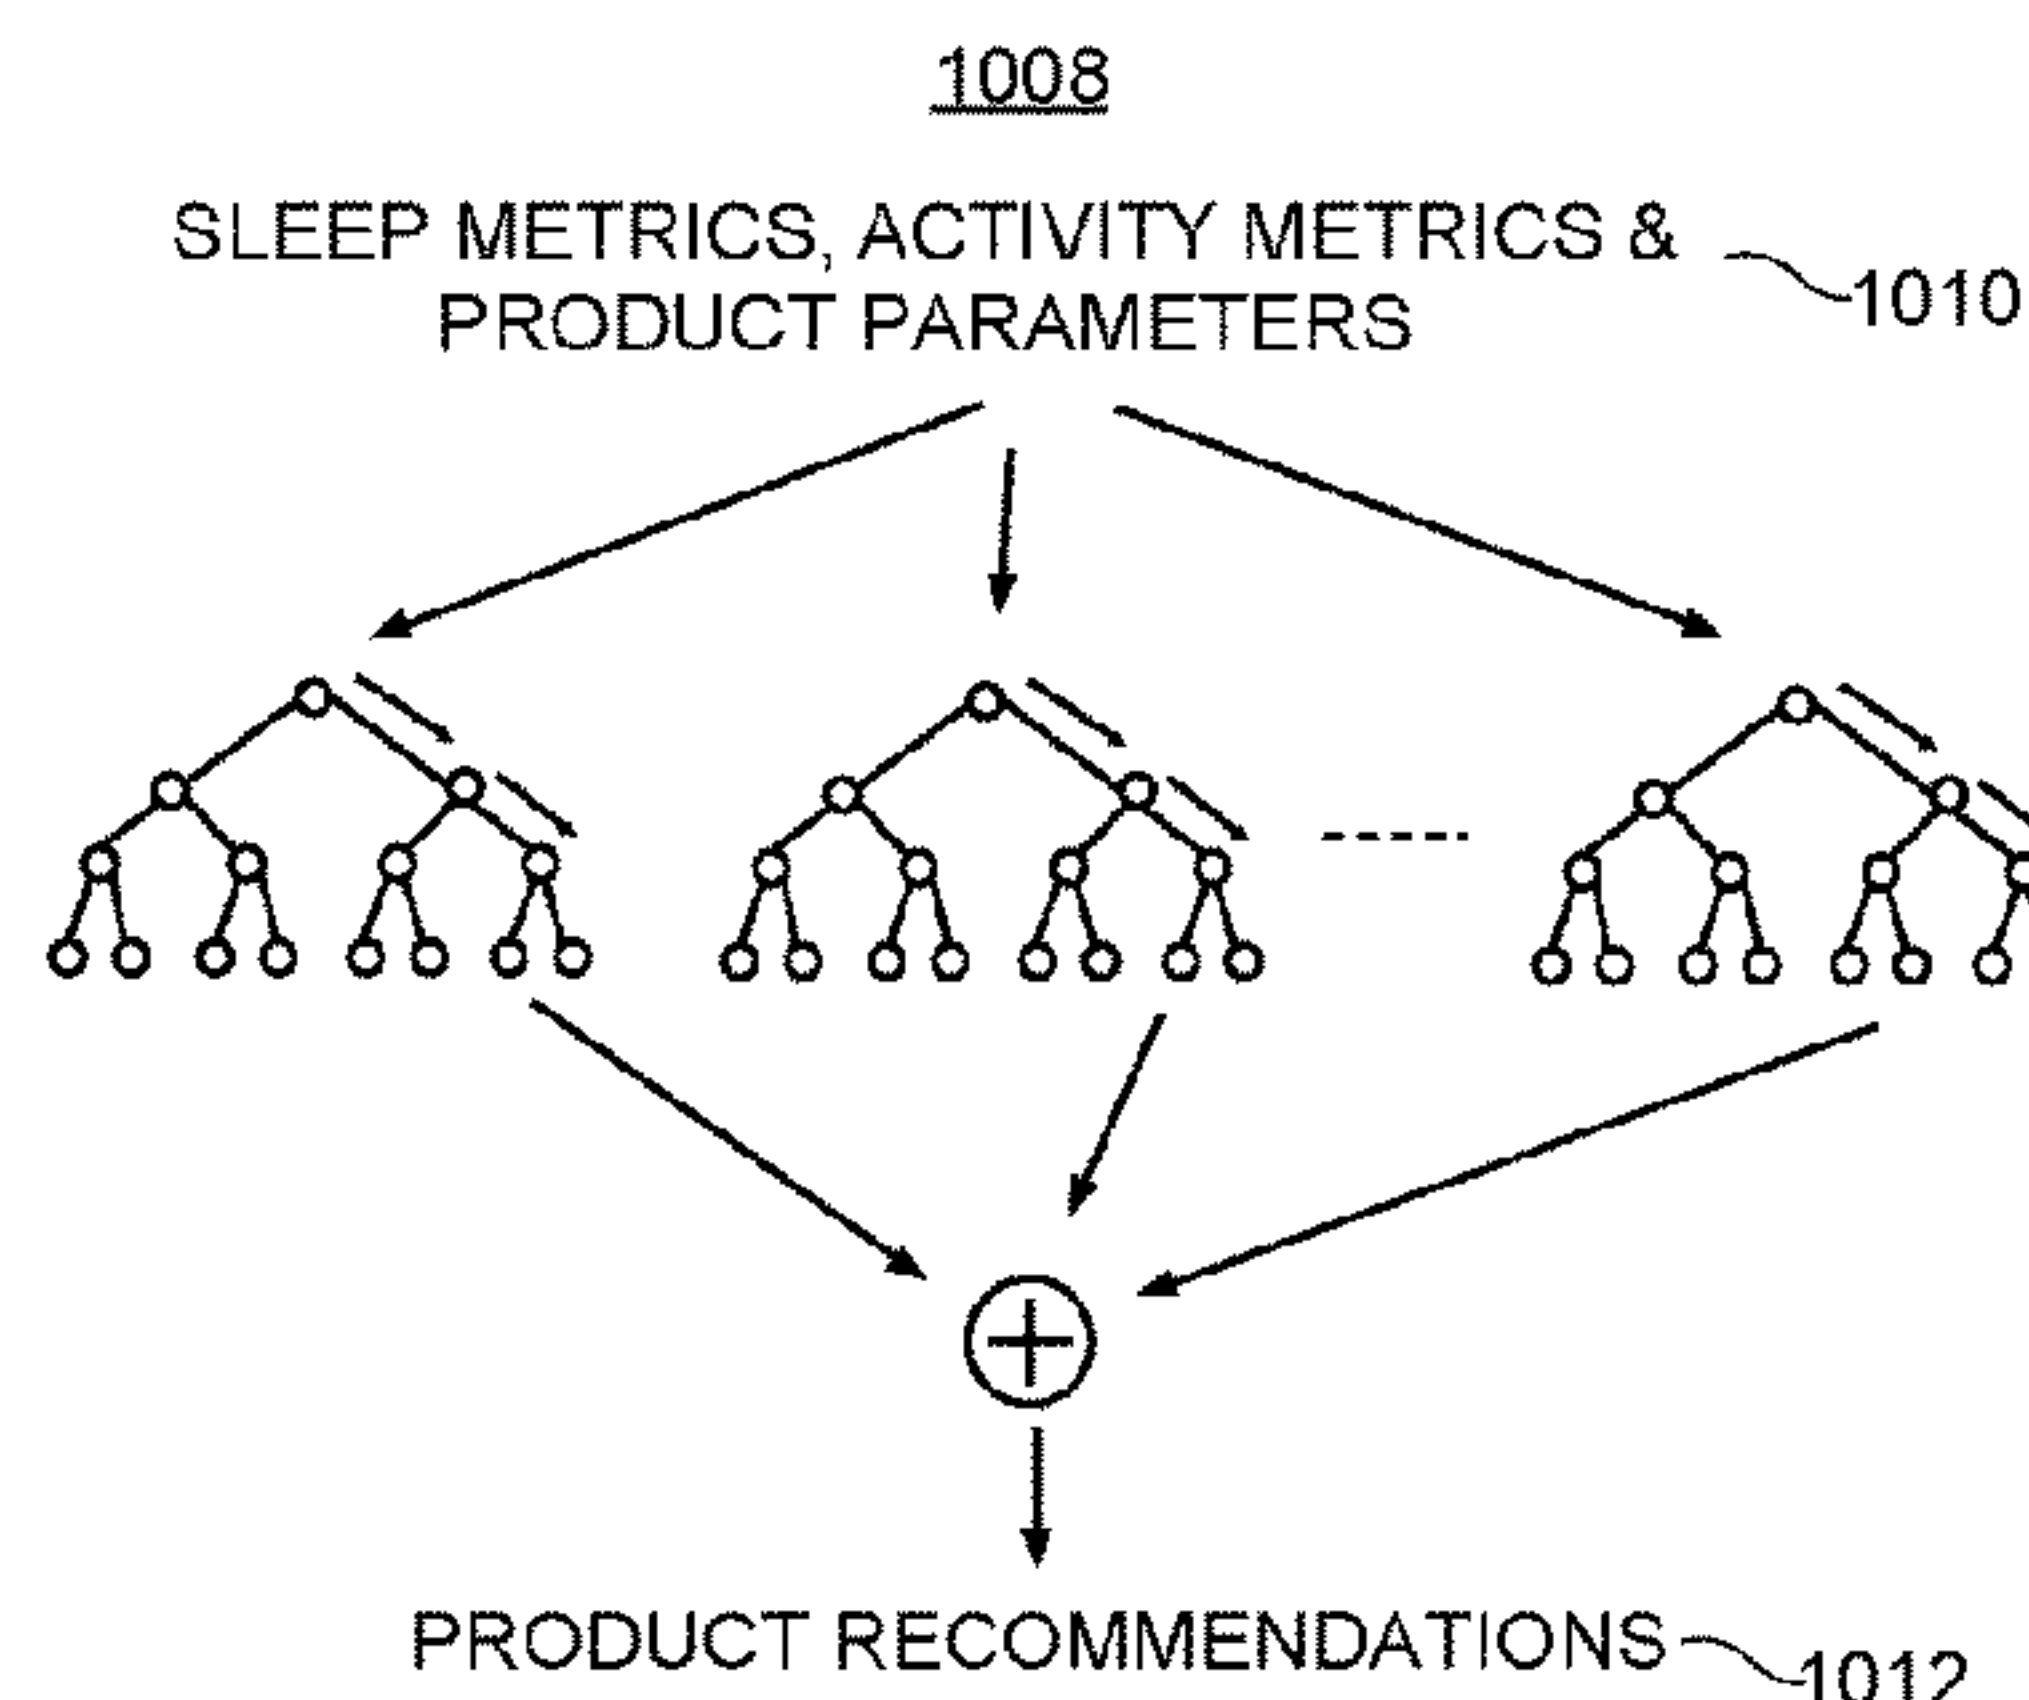 1008
SLEEP METRICS, ACTIVITY METRICS &
1010
PRODUCT PARAMETERS
PRODUCT RECOMMENDATIONS
1012